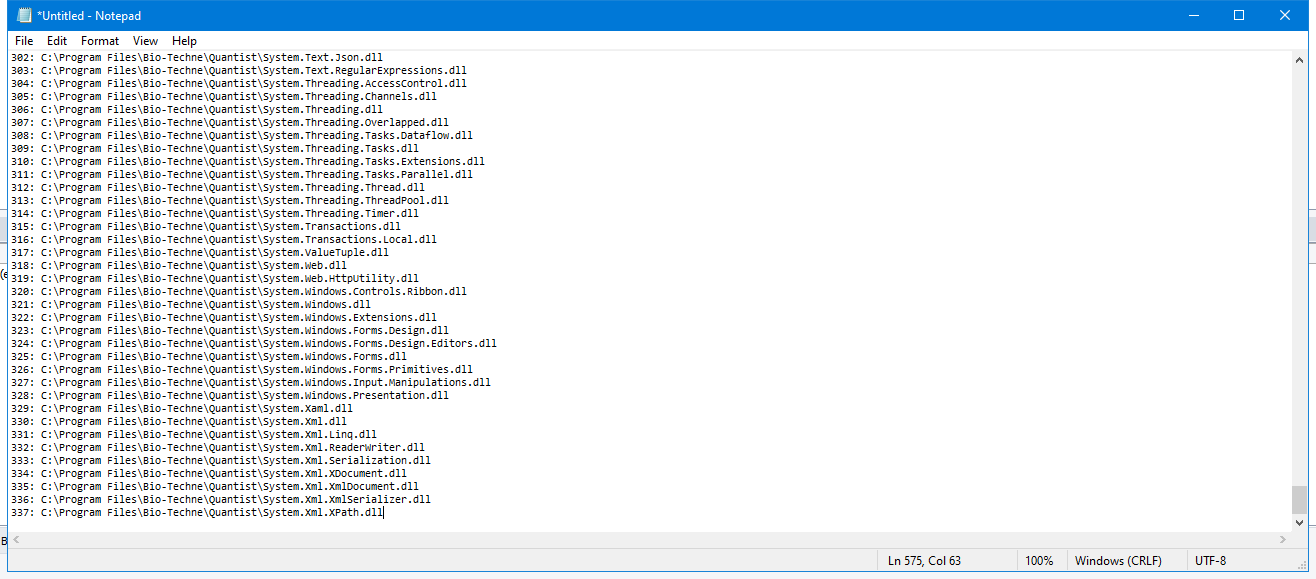 *Untitled - Notepad
File Edit Format View Help
302: C:\Program Files\Bio-Techne\Quantist\System.Text.Json.dll
303: C:\Program Files\Bio-Techne\Quantist\System.Text.RegularExpressions.dll
304: C:\Program Files\Bio-Techne\Quantist\System.Threading.AccessControl.dll
305: C:\Program Files\Bio-Techne\Quantist\System.Threading.Channels.dll
306: C:\Program Files\Bio-Techne\Quantist\System.Threading.dll
307: C:\Program Files\Bio-Techne\Quantist\System.Threading.Overlapped.dll
308: C:\Program Files\Bio-Techne\Quantist\System.Threading.Tasks.Dataflow.dll
309: C:\Program Files\Bio-Techne\Quantist\System.Threading.Tasks.dll
310: C:\Program Files\Bio-Techne\Quantist\System.Threading.Tasks.Extensions.dll
311: C:\Program Files\Bio-Techne\Quantist\System.Threading.Tasks.Parallel.dll
312: C:\Program Files\Bio-Techne\Quantist\System.Threading.Thread.dll
313: C:\Program Files\Bio-Techne\Quantist\System.Threading.ThreadPool.dll
314: C:\Program Files\Bio-Techne\Quantist\System.Threading.Timer.dll
315: C:\Program Files\Bio-Techne\Quantist\System.Transactions.dll
316: C:\Program Files\Bio-Techne\Quantist\System.Transactions.Local.dll
317: C:\Program Files\Bio-Techne\Quantist\System.ValueTuple.dll
318: C:\Program Files\Bio-Techne\Quantist\System.Web.dll
319: C:\Program Files\Bio-Techne\Quantist\System.Web.HttpUtility.dll
320: C:\Program Files\Bio-Techne\Quantist\System.Windows.Controls.Ribbon.dll
321: C:\Program Files\Bio-Techne\Quantist\System.Windows.dll
322: C:\Program Files\Bio-Techne\Quantist\System.Windows.Extensions.dll
323: C:\Program Files\Bio-Techne\Quantist\System.Windows.Forms.Design.dll
324: C:\Program Files\Bio-Techne\Quantist\System.Windows.Forms.Design.Editors.dll
325: C:\Program Files\Bio-Techne\Quantist\System.Windows.Forms.dll
326: C:\Program Files\Bio-Techne\Quantist\System.Windows.Forms.Primitives.dll
327: C:\Program Files\Bio-Techne\Quantist\System.Windows.Input.Manipulations.dll
328: C:\Program Files\Bio-Techne\Quantist\System.Windows.Presentation.dll
329: C:\Program Files\Bio-Techne\Quantist\System.Xaml.dll
330: C:\Program Files\Bio-Techne\Quantist\System.Xml.dll
331: C:\Program Files\Bio-Techne\Quantist\System.Xml.Linq.dll
332: C:\Program Files\Bio-Techne\Quantist\System.Xml.ReaderWriter.dll
333: C:\Program Files\Bio-Techne\Quantist\System.Xml.Serialization.dll
334: C:\Program Files\Bio-Techne\Quantist\System.Xml.XDocument.dll
335: C:\Program Files\Bio-Techne\Quantist\System.Xml.XmlDocument.dll
336: C:\Program Files\Bio-Techne\Quantist\System.Xml.XmlSerializer.dll
337: C:\Program Files\Bio-Techne\Quantist\System.Xml.XPath.dll
Ln 575, Col 63 100% Windows (CRLF) UTF-8